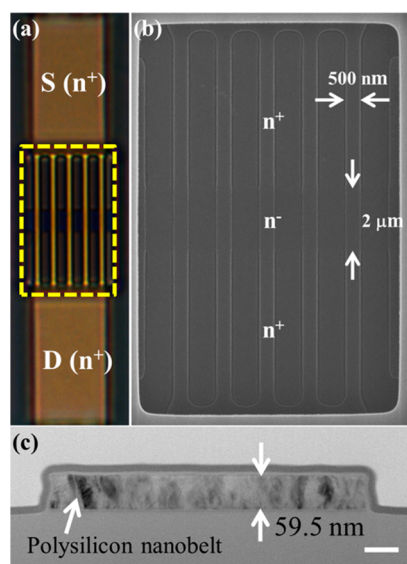 (a)
S (n⁺)
D (n⁺)
(b)
500 nm
n⁺
n⁻
2 μm
n⁺
(c)
59.5 nm
Polysilicon nanobelt